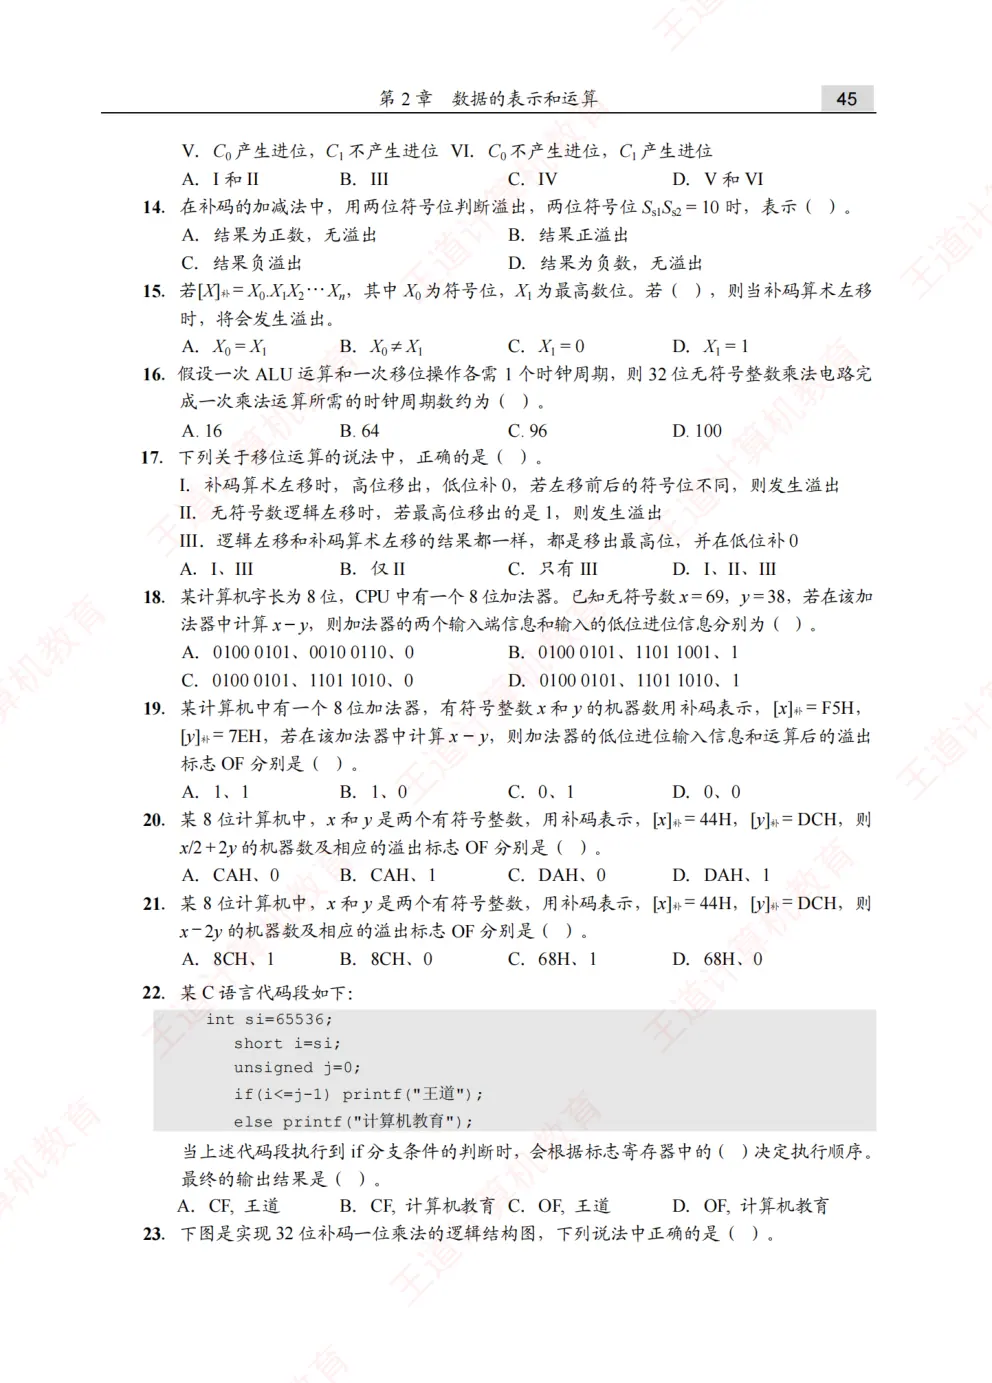 第 2 章 数据的表示和运算 45
V. C₀产生进位，C₁不产生进位 VI. C₀不产生进位，C₁产生进位
A. I 和 II B. III C. IV D. V 和 VI
14. 在补码的加减法中，用两位符号位判断溢出，两位符号位 Sₛ₁Sₛ₂ = 10 时，表示（ ）。
A. 结果为正数，无溢出 B. 结果正溢出
C. 结果负溢出 D. 结果为负数，无溢出
15. 若[X]补 = X₀.X₁X₂⋯Xₙ，其中 X₀为符号位，X₁为最高数位。若（ ），则当补码算术左移
时，将会发生溢出。
A. X₀ = X₁ B. X₀ ≠ X₁ C. X₁ = 0 D. X₁ = 1
16. 假设一次 ALU 运算和一次移位操作各需 1 个时钟周期，则 32 位无符号整数乘法电路完
成一次乘法运算所需的时钟周期数约为（ ）。
A. 16 B. 64 C. 96 D. 100
17. 下列关于移位运算的说法中，正确的是（ ）。
I. 补码算术左移时，高位移出，低位补 0，若左移前后的符号位不同，则发生溢出
II. 无符号数逻辑左移时，若最高位移出的是 1，则发生溢出
III. 逻辑左移和补码算术左移的结果都一样，都是移出最高位，并在低位补 0
A. I、III B. 仅 II C. 只有 III D. I、II、III
18. 某计算机字长为 8 位，CPU 中有一个 8 位加法器。已知无符号数 x = 69，y = 38，若在该加
法器中计算 x − y，则加法器的两个输入端信息和输入的低位进位信息分别为（ ）。
A. 0100 0101、0010 0110、0 B. 0100 0101、1101 1001、1
C. 0100 0101、1101 1010、0 D. 0100 0101、1101 1010、1
19. 某计算机中有一个 8 位加法器，有符号整数 x 和 y 的机器数用补码表示，[x]补 = F5H，
[y]补 = 7EH，若在该加法器中计算 x − y，则加法器的低位进位输入信息和运算后的溢出
标志 OF 分别是（ ）。
A. 1、1 B. 1、0 C. 0、1 D. 0、0
20. 某 8 位计算机中，x 和 y 是两个有符号整数，用补码表示，[x]补 = 44H，[y]补 = DCH，则
x/2 + 2y 的机器数及相应的溢出标志 OF 分别是（ ）。
A. CAH、0 B. CAH、1 C. DAH、0 D. DAH、1
21. 某 8 位计算机中，x 和 y 是两个有符号整数，用补码表示，[x]补 = 44H，[y]补 = DCH，则
x − 2y 的机器数及相应的溢出标志 OF 分别是（ ）。
A. 8CH、1 B. 8CH、0 C. 68H、1 D. 68H、0
22. 某 C 语言代码段如下：
int si=65536;
short i=si;
unsigned j=0;
if(i<=j-1) printf("王道");
else printf("计算机教育");
当上述代码段执行到 if 分支条件的判断时，会根据标志寄存器中的（ ）决定执行顺序。
最终的输出结果是（ ）。
A. CF, 王道 B. CF, 计算机教育 C. OF, 王道 D. OF, 计算机教育
23. 下图是实现 32 位补码一位乘法的逻辑结构图，下列说法中正确的是（ ）。